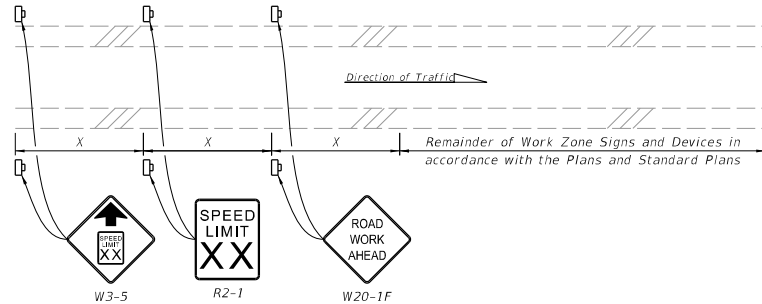 Direction of Traffic
X X X
Remainder of Work Zone Signs and Devices in
accordance with the Plans and Standard Plans
SPEED
LIMIT
XX
W3-5
SPEED
LIMIT
XX
R2-1
ROAD
WORK
AHEAD
W20-1F